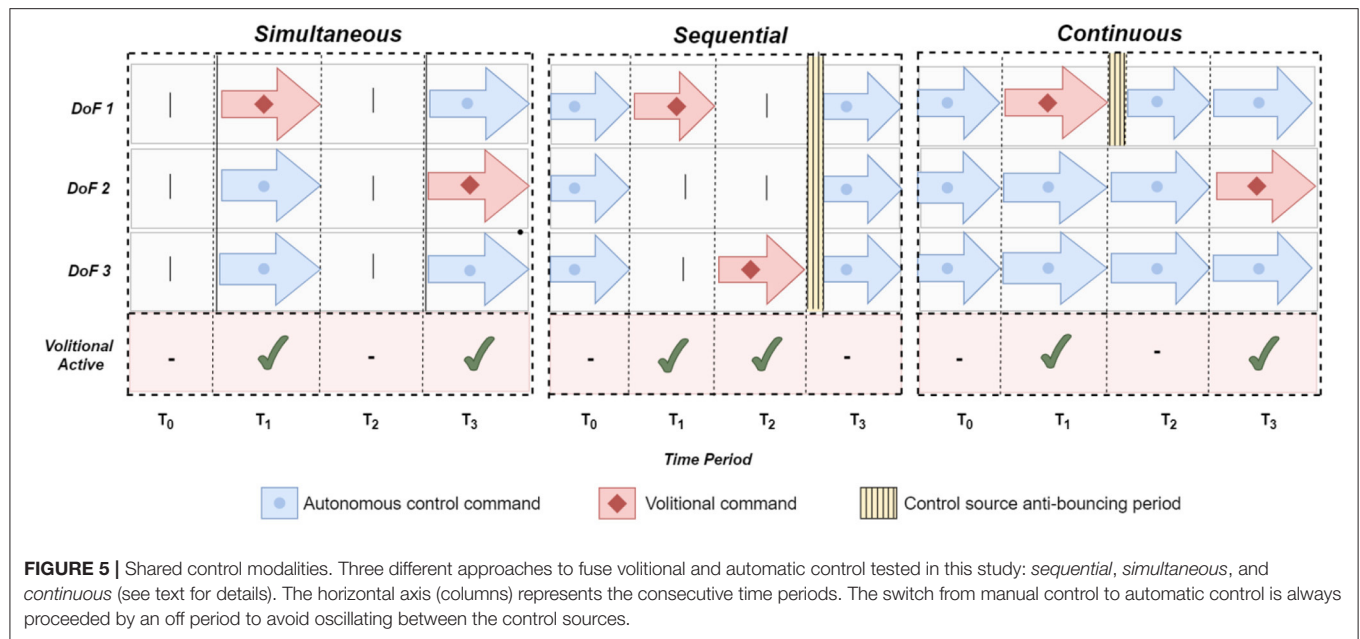 Simultaneous Sequential Continuous
DoF 1
DoF 2
DoF 3
Volitional
Active
- - - - - -
T0 T1 T2 T3 T0 T1 T2 T3 T0 T1 T2 T3
Time Period
Autonomous control command Volitional command Control source anti-bouncing period
FIGURE 5 | Shared control modalities. Three different approaches to fuse volitional and automatic control tested in this study: sequential, simultaneous, and
continuous (see text for details). The horizontal axis (columns) represents the consecutive time periods. The switch from manual control to automatic control is always
proceeded by an off period to avoid oscillating between the control sources.